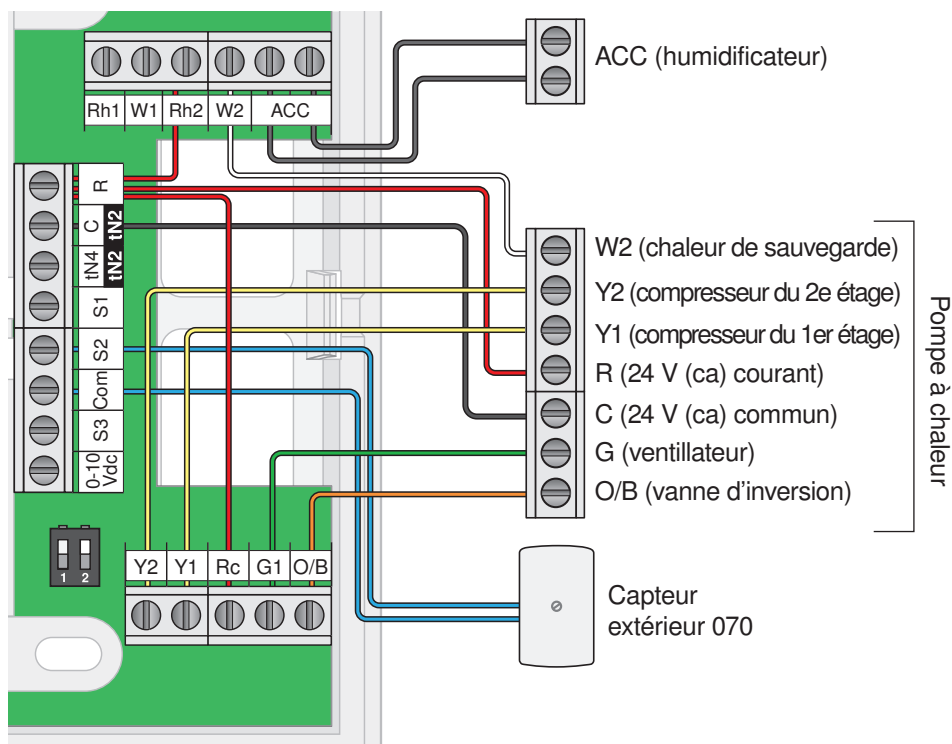 Rh1 W1 Rh2 W2 ACC
ACC (humidificateur)
R
C tN2
tN4 tN2
S1
S2
Com
S3
0-10
Vdc
1 2
Y2 Y1 Rc G1 O/B
W2 (chaleur de sauvegarde)
Y2 (compresseur du 2e étage)
Y1 (compresseur du 1er étage)
R (24 V (ca) courant)
C (24 V (ca) commun)
G (ventillateur)
O/B (vanne d’inversion)
Pompe à chaleur
Capteur
extérieur 070